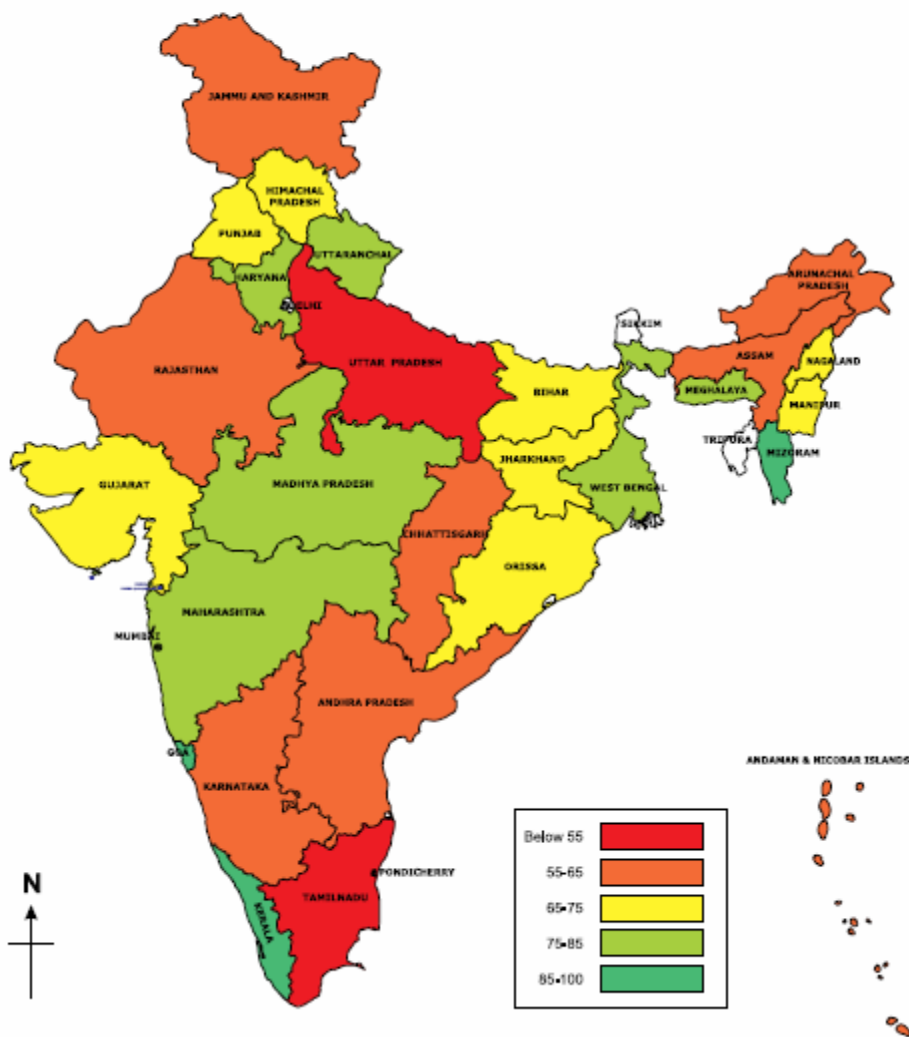 JAMMU AND KASHMIR
HIMACHAL
PRADESH
PUNJAB
UTTARANCHAL
HARYANA
DELHI
ARUNACHAL
PRADESH
SIKKIM
RAJASTHAN
UTTAR PRADESH
ASSAM
NAGALAND
BIHAR
MEGHALAYA
MANIPUR
TRIPURA
MIZORAM
JHARKHAND
GUJARAT
MADHYA PRADESH
WEST BENGAL
CHHATTISGARH
ORISSA
MAHARASHTRA
MUMBAI
ANDHRA PRADESH
GOA
ANDAMAN & NICOBAR ISLANDS
KARNATAKA
Below 55
55-65
65-75
75-85
85-100
PONDICHERRY
TAMILNADU
KERALA
N